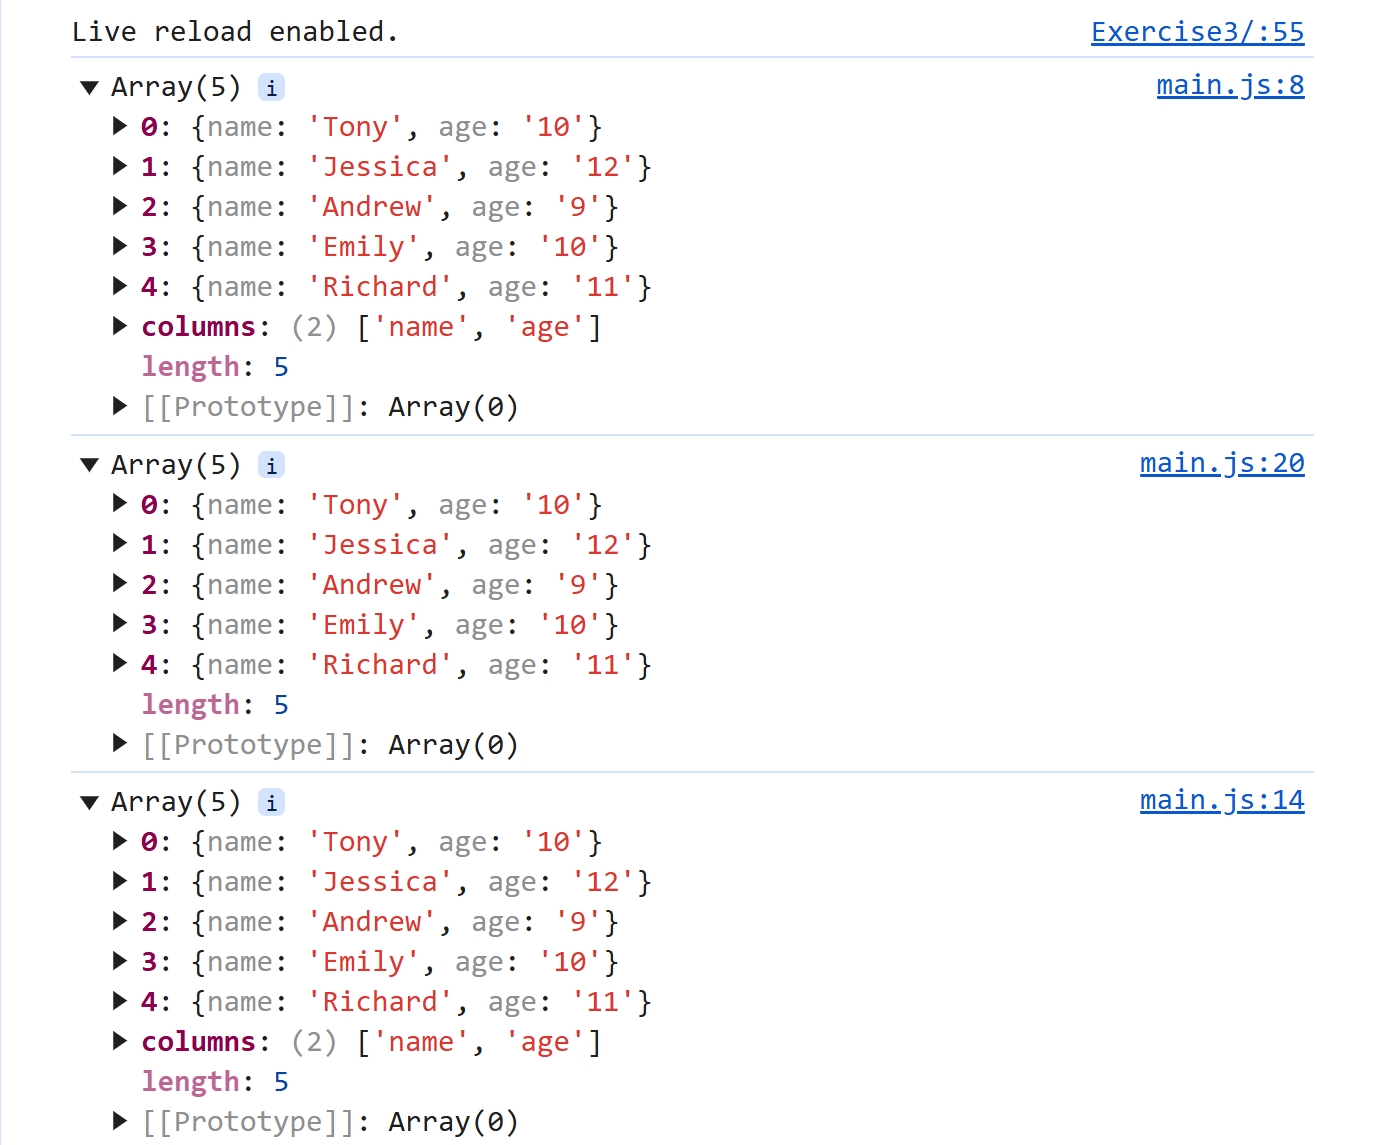 Live reload enabled. Exercise3/:55
▼ Array(5) i main.js:8
▶ 0: {name: 'Tony', age: '10'}
▶ 1: {name: 'Jessica', age: '12'}
▶ 2: {name: 'Andrew', age: '9'}
▶ 3: {name: 'Emily', age: '10'}
▶ 4: {name: 'Richard', age: '11'}
▶ columns: (2) ['name', 'age']
length: 5
▶ [[Prototype]]: Array(0)
▼ Array(5) i main.js:20
▶ 0: {name: 'Tony', age: '10'}
▶ 1: {name: 'Jessica', age: '12'}
▶ 2: {name: 'Andrew', age: '9'}
▶ 3: {name: 'Emily', age: '10'}
▶ 4: {name: 'Richard', age: '11'}
length: 5
▶ [[Prototype]]: Array(0)
▼ Array(5) i main.js:14
▶ 0: {name: 'Tony', age: '10'}
▶ 1: {name: 'Jessica', age: '12'}
▶ 2: {name: 'Andrew', age: '9'}
▶ 3: {name: 'Emily', age: '10'}
▶ 4: {name: 'Richard', age: '11'}
▶ columns: (2) ['name', 'age']
length: 5
▶ [[Prototype]]: Array(0)